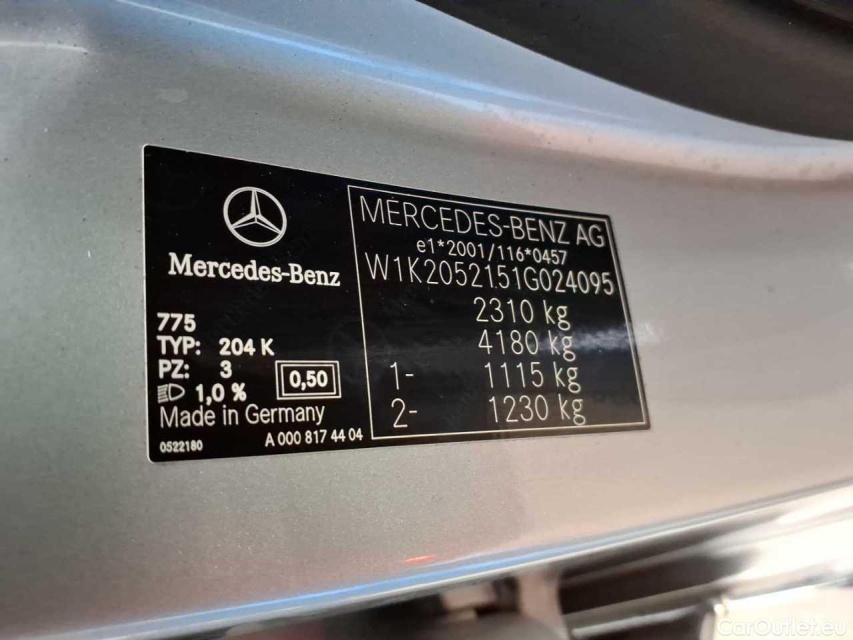 Mercedes-Benz
775
TYP: 204 K
PZ: 3
1,0 %
0,50
Made in Germany
0522180
A 000 817 44 04
MERCEDES-BENZ AG
e1*2001/116*0457
W1K2052151G024095
2310 kg
4180 kg
1- 1115 kg
2- 1230 kg
CarOutlet.eu